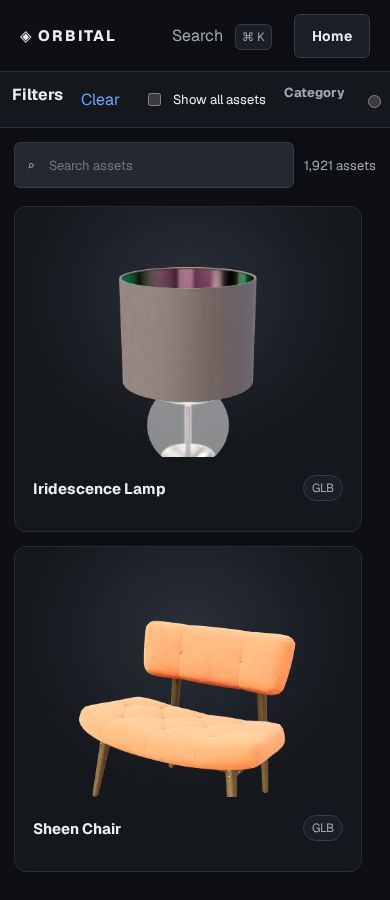 ◈ ORBITAL
Search ⌘ K
Home
Filters
Clear
Show all assets
Category
Search assets
1,921 assets
Iridescence Lamp
GLB
Sheen Chair
GLB